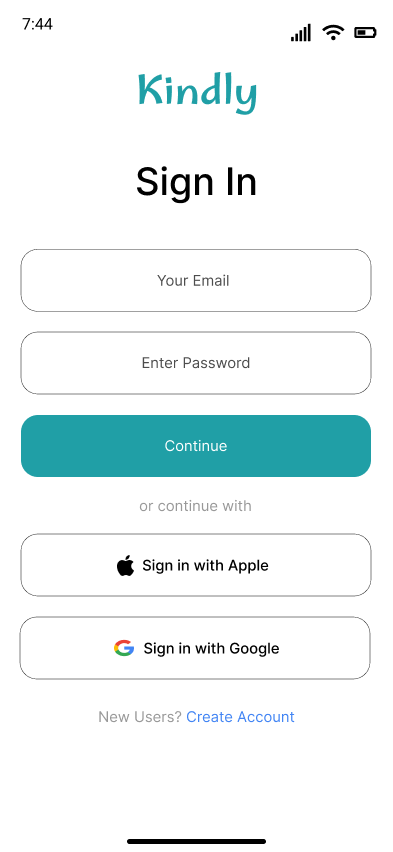 7:44
Kindly
Sign In
Your Email
Enter Password
Continue
or continue with
Sign in with Apple
Sign in with Google
New Users? Create Account